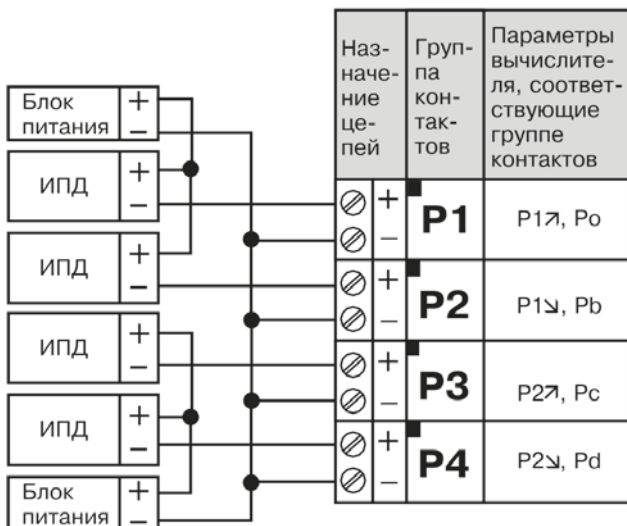 Наз-
наче-
ние
це-
пей
Груп-
па
кон-
так-
тов
Параметры
вычислите-
ля, соответ-
ствующие
группе
контактов
Блок
питания
+
–
ИПД
+
–
ИПД
+
–
ИПД
+
–
ИПД
+
–
Блок
питания
+
–
+
–
P1
P1↗, Po
+
–
P2
P1↘, Pb
+
–
P3
P2↗, Pc
+
–
P4
P2↘, Pd